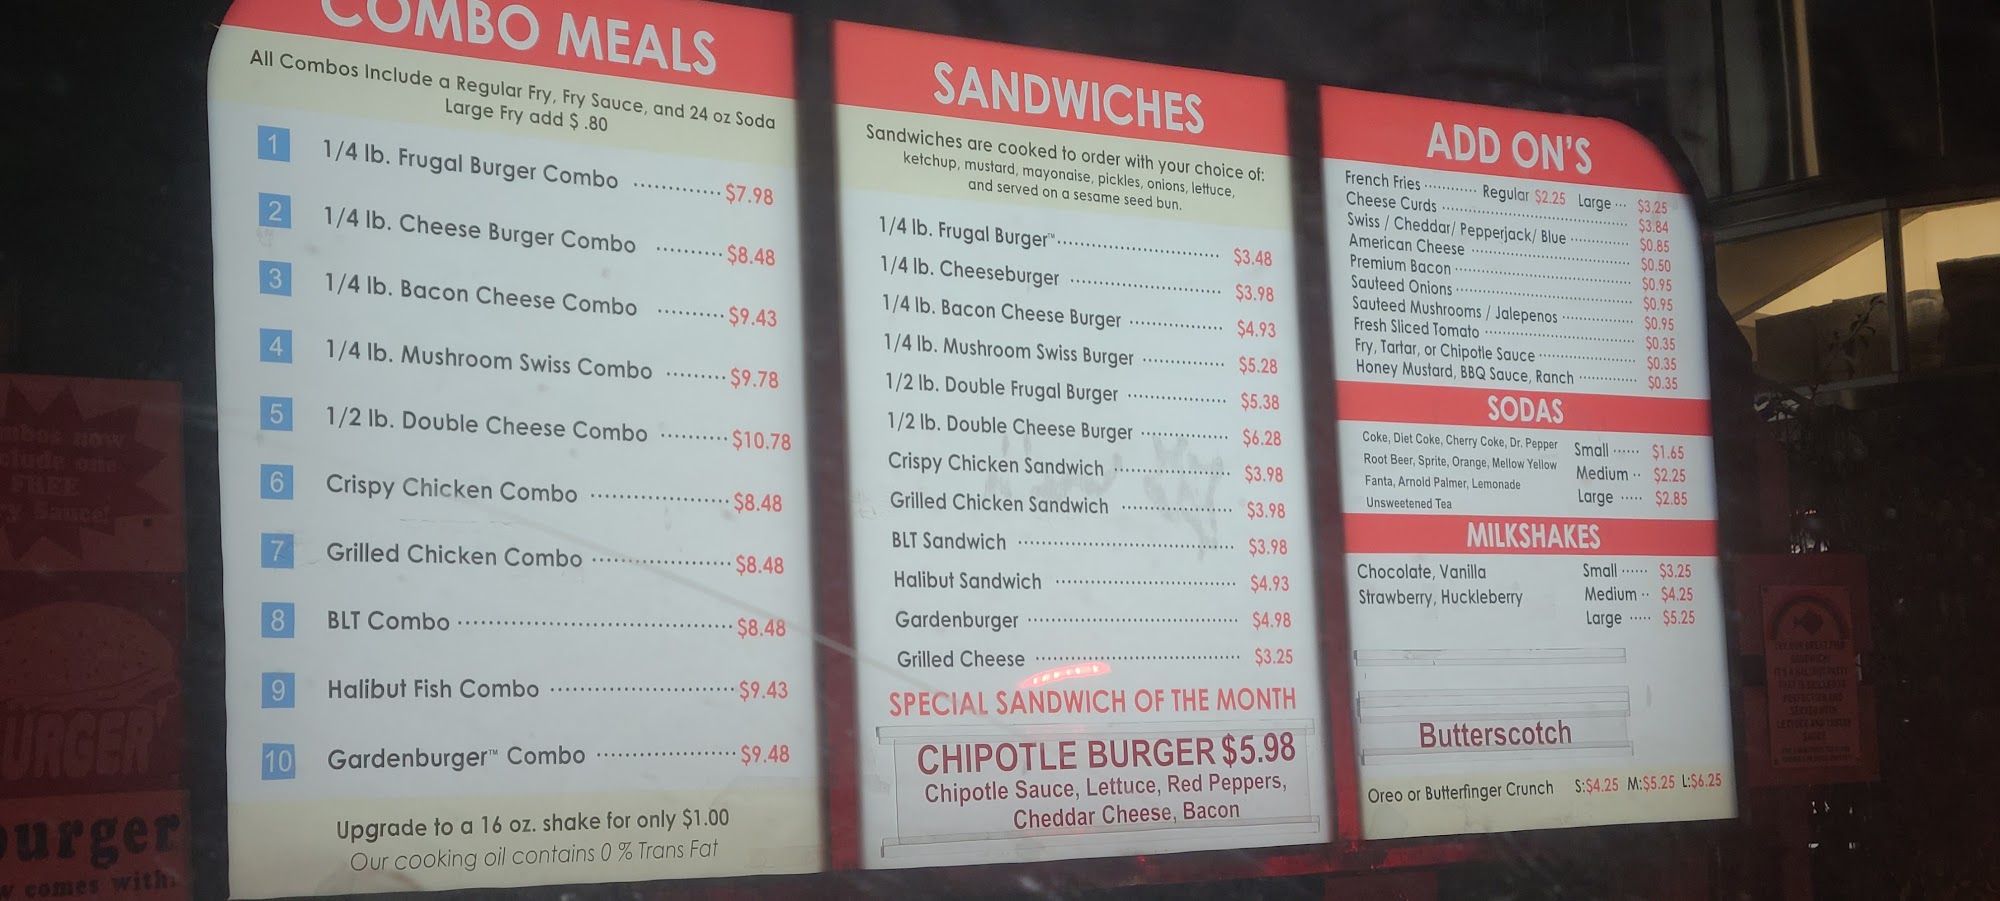 COMBO MEALS
All Combos Include a Regular Fry, Fry Sauce, and 24 oz Soda
Large Fry add $ .80
1 1/4 lb. Frugal Burger Combo $7.98
2 1/4 lb. Cheese Burger Combo $8.48
3 1/4 lb. Bacon Cheese Combo $9.43
4 1/4 lb. Mushroom Swiss Combo $9.78
5 1/2 lb. Double Cheese Combo $10.78
6 Crispy Chicken Combo $8.48
7 Grilled Chicken Combo $8.48
8 BLT Combo $8.48
9 Halibut Fish Combo $9.43
10 Gardenburger™ Combo $9.48
Upgrade to a 16 oz. shake for only $1.00
Our cooking oil contains 0 % Trans Fat
SANDWICHES
Sandwiches are cooked to order with your choice of:
ketchup, mustard, mayonaise, pickles, onions, lettuce,
and served on a sesame seed bun.
1/4 lb. Frugal Burger™ $3.48
1/4 lb. Cheeseburger $3.98
1/4 lb. Bacon Cheese Burger $4.93
1/4 lb. Mushroom Swiss Burger $5.28
1/2 lb. Double Frugal Burger $5.38
1/2 lb. Double Cheese Burger $6.28
Crispy Chicken Sandwich $3.98
Grilled Chicken Sandwich $3.98
BLT Sandwich $3.98
Halibut Sandwich $4.93
Gardenburger $4.98
Grilled Cheese $3.25
SPECIAL SANDWICH OF THE MONTH
CHIPOTLE BURGER $5.98
Chipotle Sauce, Lettuce, Red Peppers,
Cheddar Cheese, Bacon
ADD ON'S
French Fries Regular $2.25 Large $3.25
Cheese Curds $3.84
Swiss / Cheddar/ Pepperjack/ Blue $0.85
American Cheese $0.50
Premium Bacon $0.95
Sauteed Onions $0.95
Sauteed Mushrooms / Jalepenos $0.95
Fresh Sliced Tomato $0.35
Fry, Tartar, or Chipotle Sauce $0.35
Honey Mustard, BBQ Sauce, Ranch $0.35
SODAS
Coke, Diet Coke, Cherry Coke, Dr. Pepper
Root Beer, Sprite, Orange, Mellow Yellow
Fanta, Arnold Palmer, Lemonade
Unsweetened Tea
Small $1.65
Medium $2.25
Large $2.85
MILKSHAKES
Chocolate, Vanilla
Strawberry, Huckleberry
Small $3.25
Medium $4.25
Large $5.25
Butterscotch
Oreo or Butterfinger Crunch S:$4.25 M:$5.25 L:$6.25
FREE
URGER
burger
comes with